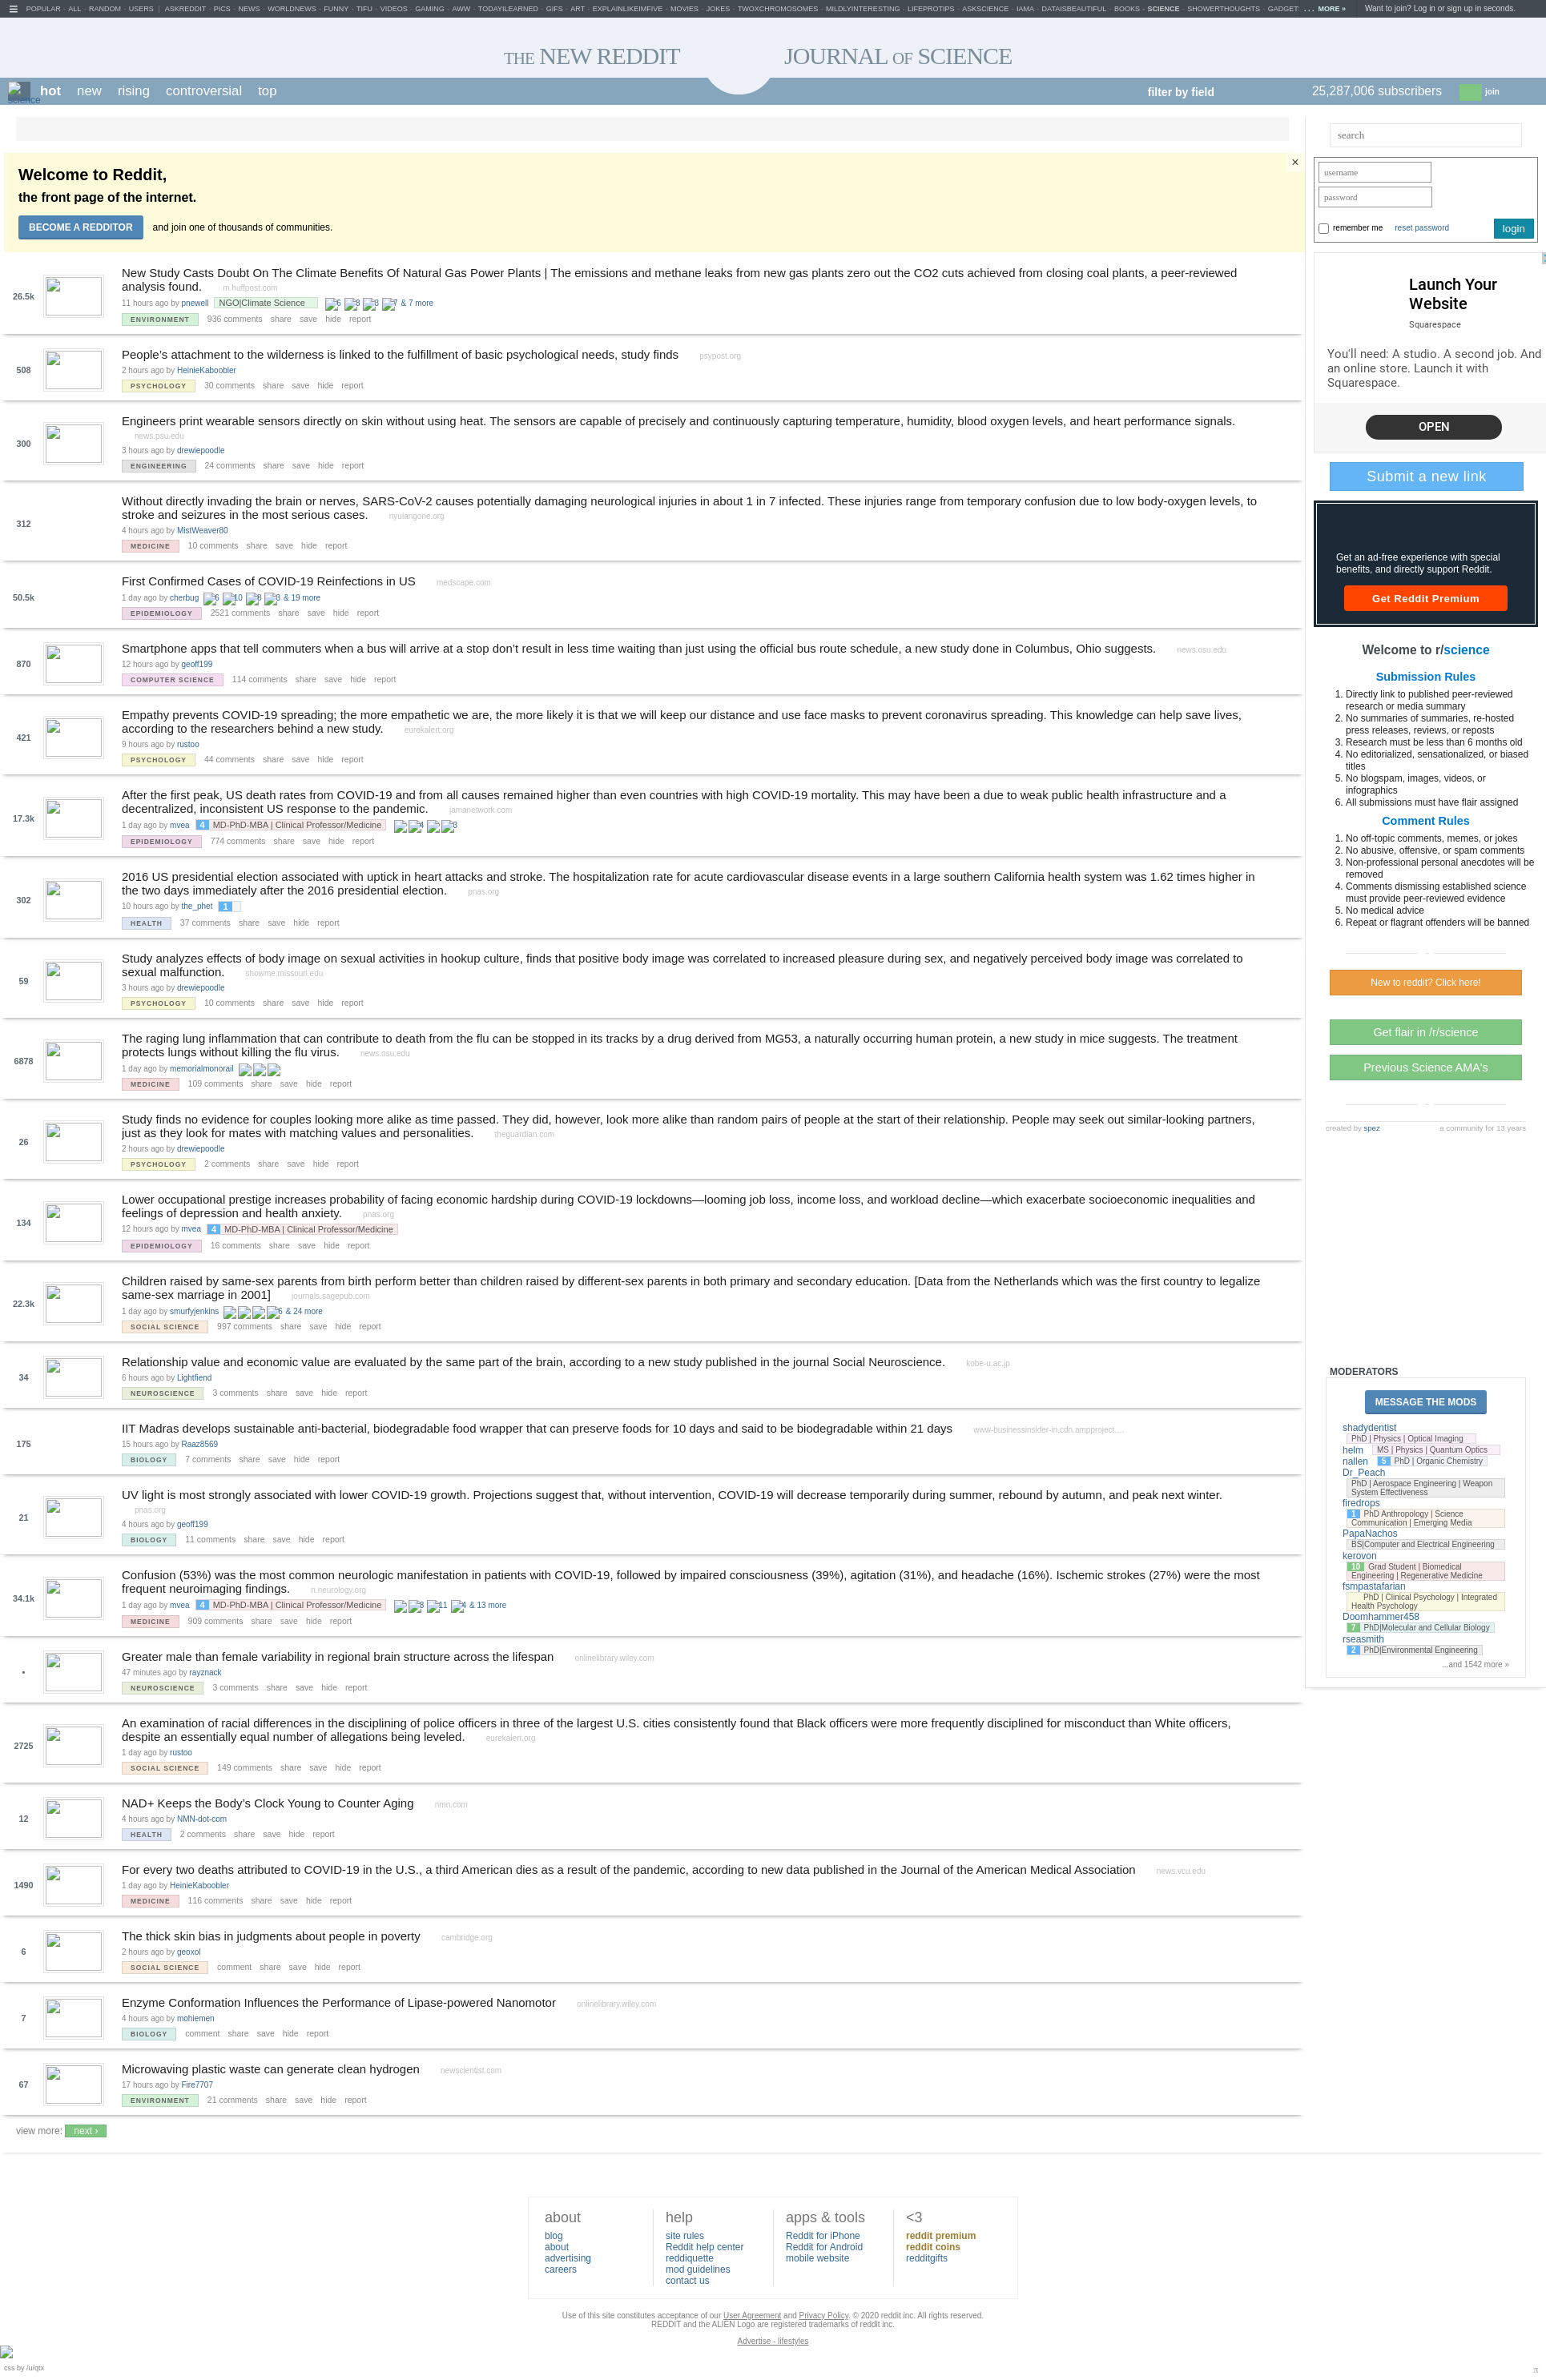 ≡ POPULAR - ALL - RANDOM - USERS | ASKREDDIT - PICS - NEWS - WORLDNEWS - FUNNY - TIFU - VIDEOS - GAMING - AWW - TODAYILEARNED - GIFS - ART - EXPLAINLIKEIMFIVE - MOVIES - JOKES - TWOXCHROMOSOMES - MILDLYINTERESTING - LIFEPROTIPS - ASKSCIENCE - IAMA - DATAISBEAUTIFUL - BOOKS - SCIENCE - SHOWERTHOUGHTS - GADGET ... MORE » Want to join? Log in or sign up in seconds.
THE NEW REDDIT JOURNAL OF SCIENCE
science hot new rising controversial top filter by field 25,287,006 subscribers join
Welcome to Reddit, ×
the front page of the internet.
BECOME A REDDITOR and join one of thousands of communities.
26.5k
New Study Casts Doubt On The Climate Benefits Of Natural Gas Power Plants | The emissions and methane leaks from new gas plants zero out the CO2 cuts achieved from closing coal plants, a peer-reviewed
analysis found. m.huffpost.com
11 hours ago by pnewell NGO|Climate Science 6 8 8 7 & 7 more
ENVIRONMENT 936 comments share save hide report
508
People’s attachment to the wilderness is linked to the fulfillment of basic psychological needs, study finds psypost.org
2 hours ago by HeinieKaboobler
PSYCHOLOGY 30 comments share save hide report
300
Engineers print wearable sensors directly on skin without using heat. The sensors are capable of precisely and continuously capturing temperature, humidity, blood oxygen levels, and heart performance signals.
news.psu.edu
3 hours ago by drewiepoodle
ENGINEERING 24 comments share save hide report
312
Without directly invading the brain or nerves, SARS-CoV-2 causes potentially damaging neurological injuries in about 1 in 7 infected. These injuries range from temporary confusion due to low body-oxygen levels, to
stroke and seizures in the most serious cases. nyulangone.org
4 hours ago by MistWeaver80
MEDICINE 10 comments share save hide report
50.5k
First Confirmed Cases of COVID-19 Reinfections in US medscape.com
1 day ago by cherbug 6 10 8 8 & 19 more
EPIDEMIOLOGY 2521 comments share save hide report
870
Smartphone apps that tell commuters when a bus will arrive at a stop don’t result in less time waiting than just using the official bus route schedule, a new study done in Columbus, Ohio suggests. news.osu.edu
12 hours ago by geoff199
COMPUTER SCIENCE 114 comments share save hide report
421
Empathy prevents COVID-19 spreading; the more empathetic we are, the more likely it is that we will keep our distance and use face masks to prevent coronavirus spreading. This knowledge can help save lives,
according to the researchers behind a new study. eurekalert.org
9 hours ago by rustoo
PSYCHOLOGY 44 comments share save hide report
17.3k
After the first peak, US death rates from COVID-19 and from all causes remained higher than even countries with high COVID-19 mortality. This may have been a due to weak public health infrastructure and a
decentralized, inconsistent US response to the pandemic. jamanetwork.com
1 day ago by mvea 4 MD-PhD-MBA | Clinical Professor/Medicine 4 3
EPIDEMIOLOGY 774 comments share save hide report
302
2016 US presidential election associated with uptick in heart attacks and stroke. The hospitalization rate for acute cardiovascular disease events in a large southern California health system was 1.62 times higher in
the two days immediately after the 2016 presidential election. pnas.org
10 hours ago by the_phet 1
HEALTH 37 comments share save hide report
59
Study analyzes effects of body image on sexual activities in hookup culture, finds that positive body image was correlated to increased pleasure during sex, and negatively perceived body image was correlated to
sexual malfunction. showme.missouri.edu
3 hours ago by drewiepoodle
PSYCHOLOGY 10 comments share save hide report
6878
The raging lung inflammation that can contribute to death from the flu can be stopped in its tracks by a drug derived from MG53, a naturally occurring human protein, a new study in mice suggests. The treatment
protects lungs without killing the flu virus. news.osu.edu
1 day ago by memorialmonorail
MEDICINE 109 comments share save hide report
26
Study finds no evidence for couples looking more alike as time passed. They did, however, look more alike than random pairs of people at the start of their relationship. People may seek out similar-looking partners,
just as they look for mates with matching values and personalities. theguardian.com
2 hours ago by drewiepoodle
PSYCHOLOGY 2 comments share save hide report
134
Lower occupational prestige increases probability of facing economic hardship during COVID-19 lockdowns—looming job loss, income loss, and workload decline—which exacerbate socioeconomic inequalities and
feelings of depression and health anxiety. pnas.org
12 hours ago by mvea 4 MD-PhD-MBA | Clinical Professor/Medicine
EPIDEMIOLOGY 16 comments share save hide report
22.3k
Children raised by same-sex parents from birth perform better than children raised by different-sex parents in both primary and secondary education. [Data from the Netherlands which was the first country to legalize
same-sex marriage in 2001] journals.sagepub.com
1 day ago by smurfyjenkins 6 & 24 more
SOCIAL SCIENCE 997 comments share save hide report
34
Relationship value and economic value are evaluated by the same part of the brain, according to a new study published in the journal Social Neuroscience. kobe-u.ac.jp
6 hours ago by Lightfiend
NEUROSCIENCE 3 comments share save hide report
175
IIT Madras develops sustainable anti-bacterial, biodegradable food wrapper that can preserve foods for 10 days and said to be biodegradable within 21 days www-businessinsider-in.cdn.ampproject....
15 hours ago by Raaz8569
BIOLOGY 7 comments share save hide report
21
UV light is most strongly associated with lower COVID-19 growth. Projections suggest that, without intervention, COVID-19 will decrease temporarily during summer, rebound by autumn, and peak next winter.
pnas.org
4 hours ago by geoff199
BIOLOGY 11 comments share save hide report
34.1k
Confusion (53%) was the most common neurologic manifestation in patients with COVID-19, followed by impaired consciousness (39%), agitation (31%), and headache (16%). Ischemic strokes (27%) were the most
frequent neuroimaging findings. n.neurology.org
1 day ago by mvea 4 MD-PhD-MBA | Clinical Professor/Medicine 3 11 4 & 13 more
MEDICINE 909 comments share save hide report
•
Greater male than female variability in regional brain structure across the lifespan onlinelibrary.wiley.com
47 minutes ago by rayznack
NEUROSCIENCE 3 comments share save hide report
2725
An examination of racial differences in the disciplining of police officers in three of the largest U.S. cities consistently found that Black officers were more frequently disciplined for misconduct than White officers,
despite an essentially equal number of allegations being leveled. eurekalert.org
1 day ago by rustoo
SOCIAL SCIENCE 149 comments share save hide report
12
NAD+ Keeps the Body’s Clock Young to Counter Aging nmn.com
4 hours ago by NMN-dot-com
HEALTH 2 comments share save hide report
1490
For every two deaths attributed to COVID-19 in the U.S., a third American dies as a result of the pandemic, according to new data published in the Journal of the American Medical Association news.vcu.edu
1 day ago by HeinieKaboobler
MEDICINE 116 comments share save hide report
6
The thick skin bias in judgments about people in poverty cambridge.org
2 hours ago by geoxol
SOCIAL SCIENCE comment share save hide report
7
Enzyme Conformation Influences the Performance of Lipase-powered Nanomotor onlinelibrary.wiley.com
4 hours ago by mohiemen
BIOLOGY comment share save hide report
67
Microwaving plastic waste can generate clean hydrogen newscientist.com
17 hours ago by Fire7707
ENVIRONMENT 21 comments share save hide report
view more: next ›
search
username
password
remember me reset password login
Launch Your
Website
Squarespace
You'll need: A studio. A second job. And
an online store. Launch it with
Squarespace.
OPEN
Submit a new link
Get an ad-free experience with special
benefits, and directly support Reddit.
Get Reddit Premium
Welcome to r/science
Submission Rules
1. Directly link to published peer-reviewed
research or media summary
2. No summaries of summaries, re-hosted
press releases, reviews, or reposts
3. Research must be less than 6 months old
4. No editorialized, sensationalized, or biased
titles
5. No blogspam, images, videos, or
infographics
6. All submissions must have flair assigned
Comment Rules
1. No off-topic comments, memes, or jokes
2. No abusive, offensive, or spam comments
3. Non-professional personal anecdotes will be
removed
4. Comments dismissing established science
must provide peer-reviewed evidence
5. No medical advice
6. Repeat or flagrant offenders will be banned
New to reddit? Click here!
Get flair in /r/science
Previous Science AMA's
created by spez a community for 13 years
MODERATORS
MESSAGE THE MODS
shadydentist
PhD | Physics | Optical Imaging
helm MS | Physics | Quantum Optics
nallen 5 PhD | Organic Chemistry
Dr_Peach
PhD | Aerospace Engineering | Weapon
System Effectiveness
firedrops
1 PhD Anthropology | Science
Communication | Emerging Media
PapaNachos
BS|Computer and Electrical Engineering
kerovon
10 Grad Student | Biomedical
Engineering | Regenerative Medicine
fsmpastafarian
PhD | Clinical Psychology | Integrated
Health Psychology
Doomhammer458
7 PhD|Molecular and Cellular Biology
rseasmith
2 PhD|Environmental Engineering
...and 1542 more »
about
blog
about
advertising
careers
help
site rules
Reddit help center
reddiquette
mod guidelines
contact us
apps & tools
Reddit for iPhone
Reddit for Android
mobile website
<3
reddit premium
reddit coins
redditgifts
Use of this site constitutes acceptance of our User Agreement and Privacy Policy. © 2020 reddit inc. All rights reserved.
REDDIT and the ALIEN Logo are registered trademarks of reddit inc.
Advertise - lifestyles
css by /u/qtx
π